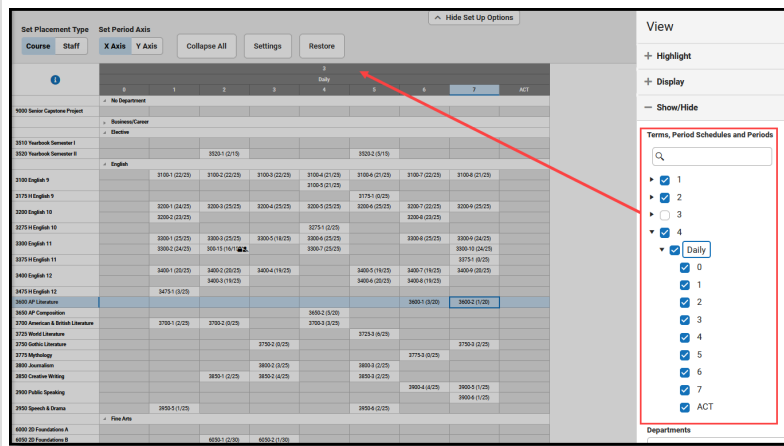 Hide Set Up Options
Set Placement Type Set Period Axis
Course Staff X Axis Y Axis Collapse All Settings Restore
3
Daily
0 1 2 3 4 5 6 7 ACT
No Department
9000 Senior Capstone Project
Business/Career
Elective
3510 Yearbook Semester I
3520 Yearbook Semester II 3520-1 (2/15) 3520-2 (5/15)
English
3100 English 9 3100-1 (22/25) 3100-2 (22/25) 3100-3 (22/25) 3100-4 (21/25) 3100-6 (21/25) 3100-7 (22/25) 3100-8 (21/25)
3100-5 (21/25)
3175 H English 9 3175-1 (0/25)
3200 English 10 3200-1 (24/25) 3200-3 (25/25) 3200-4 (25/25) 3200-5 (25/25) 3200-6 (25/25) 3200-7 (22/25) 3200-9 (25/25)
3200-2 (23/25) 3200-8 (23/25)
3275 H English 10 3275-1 (2/25)
3300 English 11 3300-1 (25/25) 3300-3 (25/25) 3300-5 (18/25) 3300-6 (25/25) 3300-8 (25/25) 3300-9 (24/25)
3300-2 (24/25) 300-15 (16/1 3300-7 (25/25) 3300-10 (24/25)
3375 H English 11 3375-1 (0/25)
3400 English 12 3400-1 (20/25) 3400-2 (20/25) 3400-4 (19/25) 3400-5 (19/25) 3400-7 (19/25) 3400-9 (20/25)
3400-3 (19/25) 3400-6 (20/25) 3400-8 (19/25)
3475 H English 12 3475-1 (3/25)
3600 AP Literature 3600-1 (3/20) 3600-2 (1/20)
3650 AP Composition 3650-2 (5/20)
3700 American & British Literature 3700-1 (2/25) 3700-2 (0/25) 3700-3 (3/25)
3725 World Literature 3725-3 (6/25)
3750 Gothic Literature 3750-2 (0/25) 3750-3 (2/25)
3775 Mythology 3775-3 (0/25)
3800 Journalism 3800-2 (3/25) 3800-3 (2/25)
3850 Creative Writing 3850-1 (2/25) 3850-2 (4/25) 3850-3 (2/25)
3900 Public Speaking 3900-4 (4/25) 3900-5 (1/25)
3900-6 (1/25)
3950 Speech & Drama 3950-5 (1/25) 3950-6 (2/25)
Fine Arts
6000 2D Foundations A
6050 2D Foundations B 6050-1 (2/30) 6050-2 (1/30)
View
Highlight
Display
Show/Hide
Terms, Period Schedules and Periods
1
2
3
4
Daily
0
1
2
3
4
5
6
7
ACT
Departments